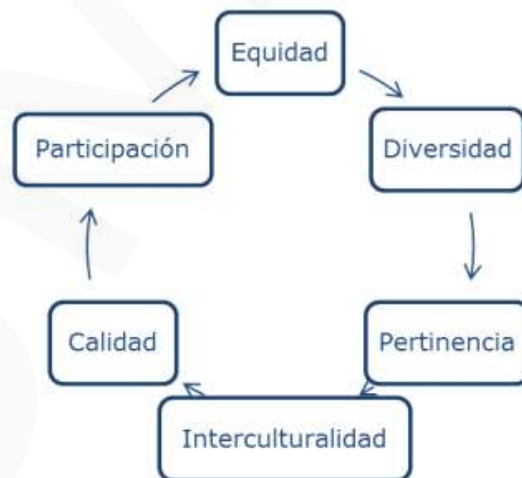 Equidad
Diversidad
Pertinencia
Interculturalidad
Calidad
Participación